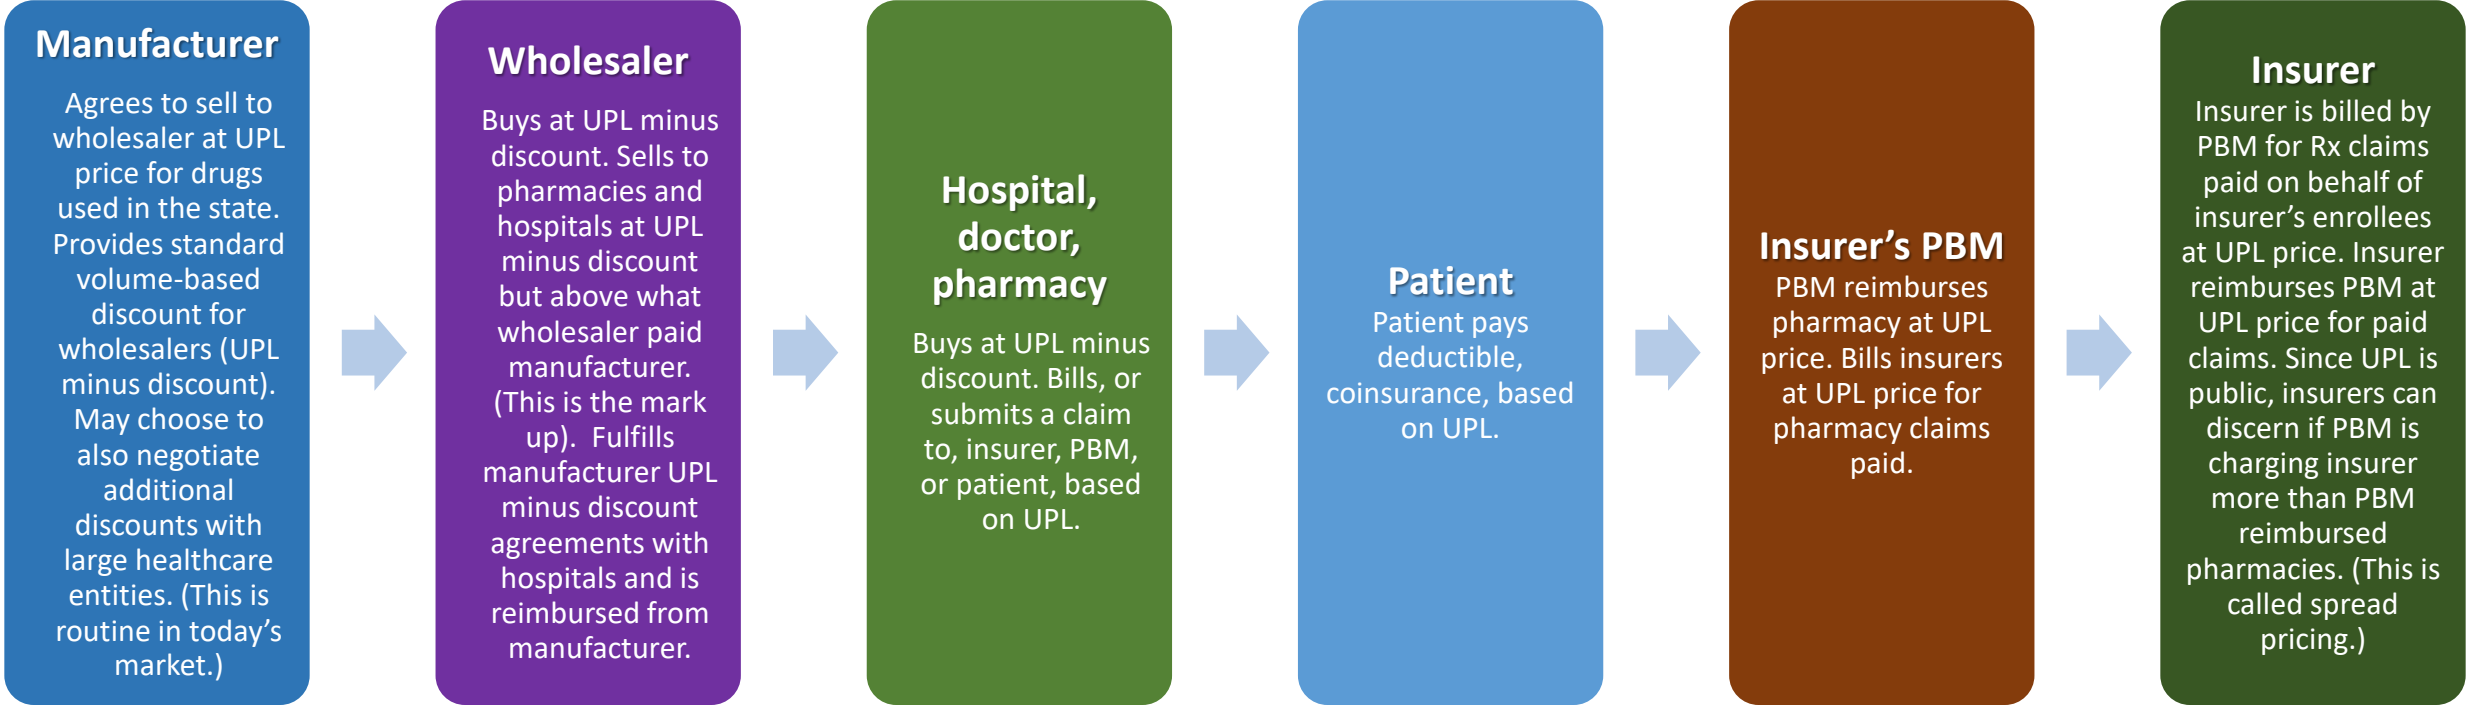 Manufacturer
Agrees to sell to
wholesaler at UPL
price for drugs
used in the state.
Provides standard
volume-based
discount for
wholesalers (UPL
minus discount).
May choose to
also negotiate
additional
discounts with
large healthcare
entities. (This is
routine in today’s
market.)
Wholesaler
Buys at UPL minus
discount. Sells to
pharmacies and
hospitals at UPL
minus discount
but above what
wholesaler paid
manufacturer.
(This is the mark
up).  Fulfills
manufacturer UPL
minus discount
agreements with
hospitals and is
reimbursed from
manufacturer.
Hospital,
doctor,
pharmacy
Buys at UPL minus
discount. Bills, or
submits a claim
to, insurer, PBM,
or patient, based
on UPL.
Patient
Patient pays
deductible,
coinsurance, based
on UPL.
Insurer’s PBM
PBM reimburses
pharmacy at UPL
price. Bills insurers
at UPL price for
pharmacy claims
paid.
Insurer
Insurer is billed by
PBM for Rx claims
paid on behalf of
insurer’s enrollees
at UPL price. Insurer
reimburses PBM at
UPL price for paid
claims. Since UPL is
public, insurers can
discern if PBM is
charging insurer
more than PBM
reimbursed
pharmacies. (This is
called spread
pricing.)